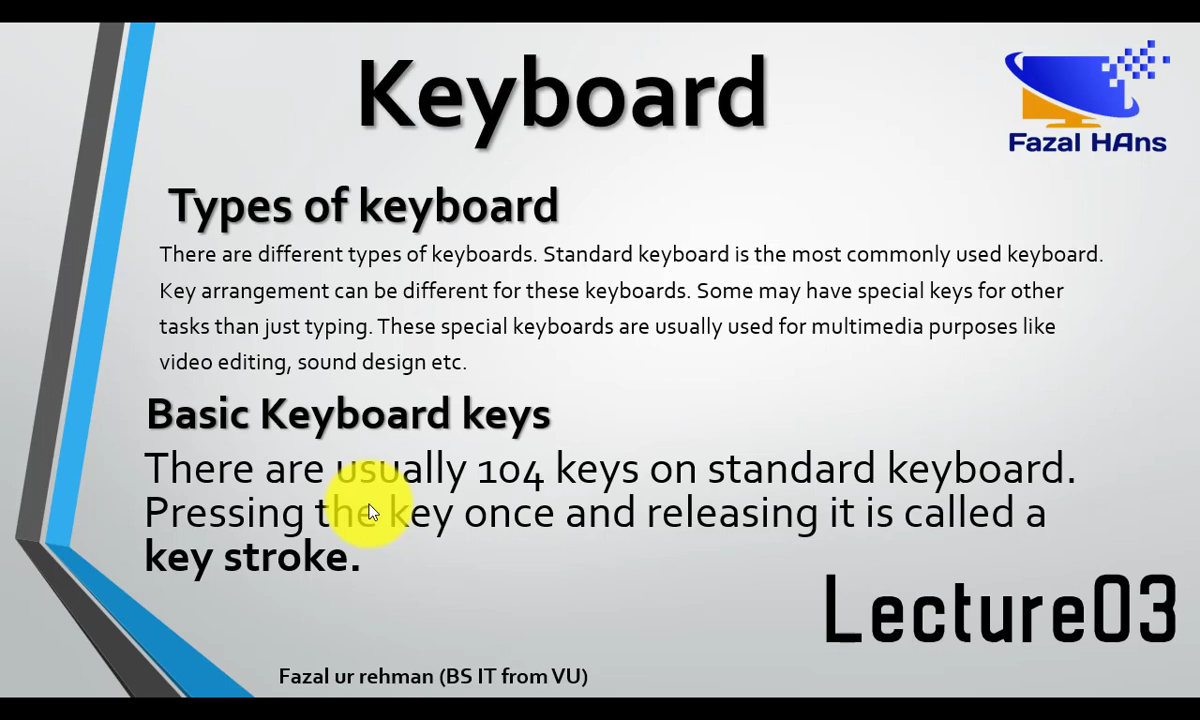 Keyboard
Fazal HAns
Types of keyboard
There are different types of keyboards. Standard keyboard is the most commonly used keyboard.
Key arrangement can be different for these keyboards. Some may have special keys for other
tasks than just typing. These special keyboards are usually used for multimedia purposes like
video editing, sound design etc.
Basic Keyboard keys
There are usually 104 keys on standard keyboard.
Pressing the key once and releasing it is called a
key stroke.
Lecture03
Fazal ur rehman (BS IT from VU)